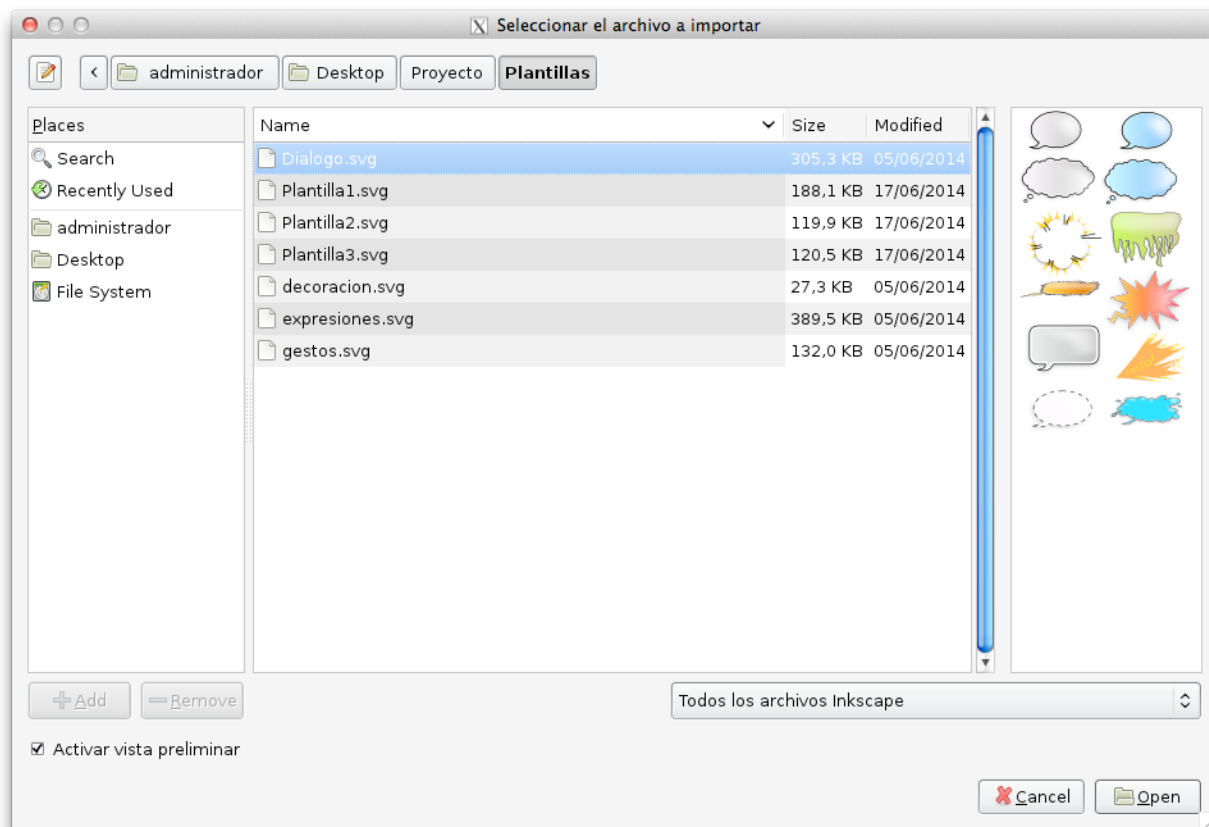 Seleccionar el archivo a importar
administrador Desktop Proyecto Plantillas
Places
Search
Recently Used
administrador
Desktop
File System
Name Size Modified
Dialogo.svg 305,3 KB 05/06/2014
Plantilla1.svg 188,1 KB 17/06/2014
Plantilla2.svg 119,9 KB 17/06/2014
Plantilla3.svg 120,5 KB 17/06/2014
decoracion.svg 27,3 KB 05/06/2014
expresiones.svg 389,5 KB 05/06/2014
gestos.svg 132,0 KB 05/06/2014
Add Remove
Todos los archivos Inkscape
Activar vista preliminar
Cancel Open